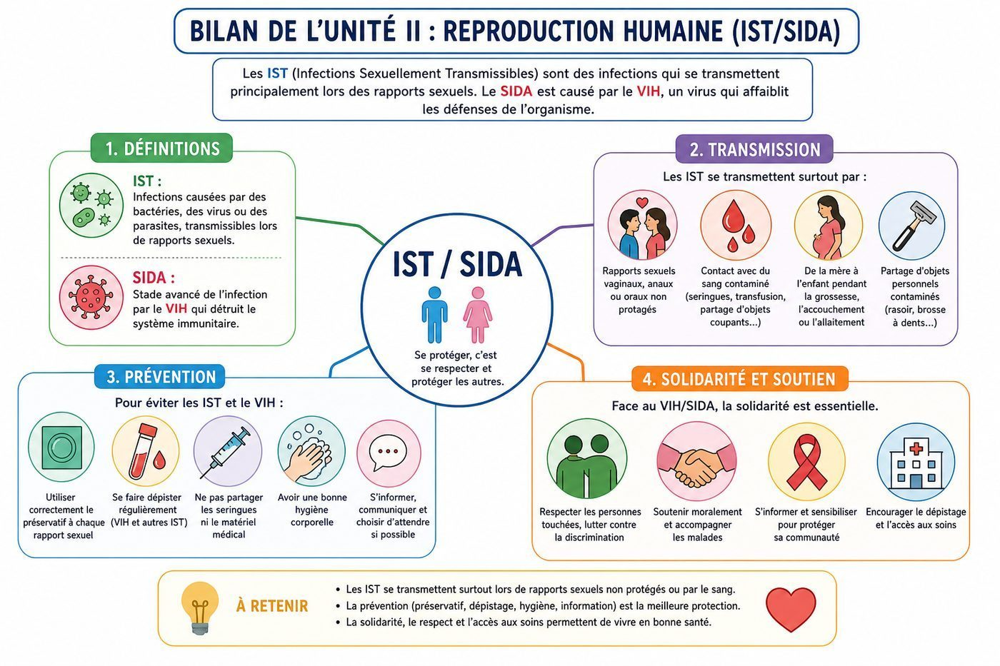 BILAN DE L'UNITÉ II : REPRODUCTION HUMAINE (IST/SIDA)
Les IST (Infections Sexuellement Transmissibles) sont des infections qui se transmettent
principalement lors des rapports sexuels. Le SIDA est causé par le VIH, un virus qui affaiblit
les défenses de l'organisme.
1. DÉFINITIONS
IST :
Infections causées par des
bactéries, des virus ou des
parasites, transmissibles lors
de rapports sexuels.
SIDA :
Stade avancé de l'infection
par le VIH qui détruit le
système immunitaire.
2. TRANSMISSION
Les IST se transmettent surtout par :
Rapports sexuels
vaginaux, anaux
ou oraux non
protagés
Contact avec du
sang contaminé
(seringues, transfusion,
partage d'objets
coupants...)
De la mère à
l'enfant pendant
la grossesse,
l'accouchement
ou l'allaitement
Partage d'objets
personnels
contaminés
(rasoir, brosse
à dents...)
IST / SIDA
Se protéger, c'est
se respecter et
protéger les autres.
3. PRÉVENTION
Pour éviter les IST et le VIH :
Utiliser
correctement le
préservatif à chaque
rapport sexuel
Se faire dépister
régulièrement
(VIH et autres IST)
Ne pas partager
les seringues
ni le matériel
médical
Avoir une bonne
hygiène
corporelle
S'informer,
communiquer et
choisir d'attendre
si possible
4. SOLIDARITÉ ET SOUTIEN
Face au VIH/SIDA, la solidarité est essentielle.
Respecter les personnes
touchées, lutter contre
la discrimination
Soutenir moralement
et accompagner
les malades
S'informer et sensibiliser
pour protéger
sa communauté
Encourager le dépistage
et l'accès aux soins
À RETENIR
• Les IST se transmettent surtout lors de rapports sexuels non protégés ou par le sang.
• La prévention (préservatif, dépistage, hygiène, information) est la meilleure protection.
• La solidarité, le respect et l'accès aux soins permettent de vivre en bonne santé.